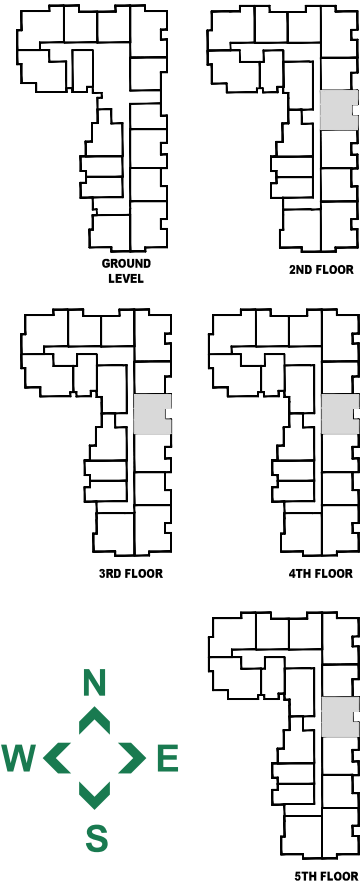 GROUND
LEVEL
2ND FLOOR
3RD FLOOR
4TH FLOOR
N
W E
S
5TH FLOOR